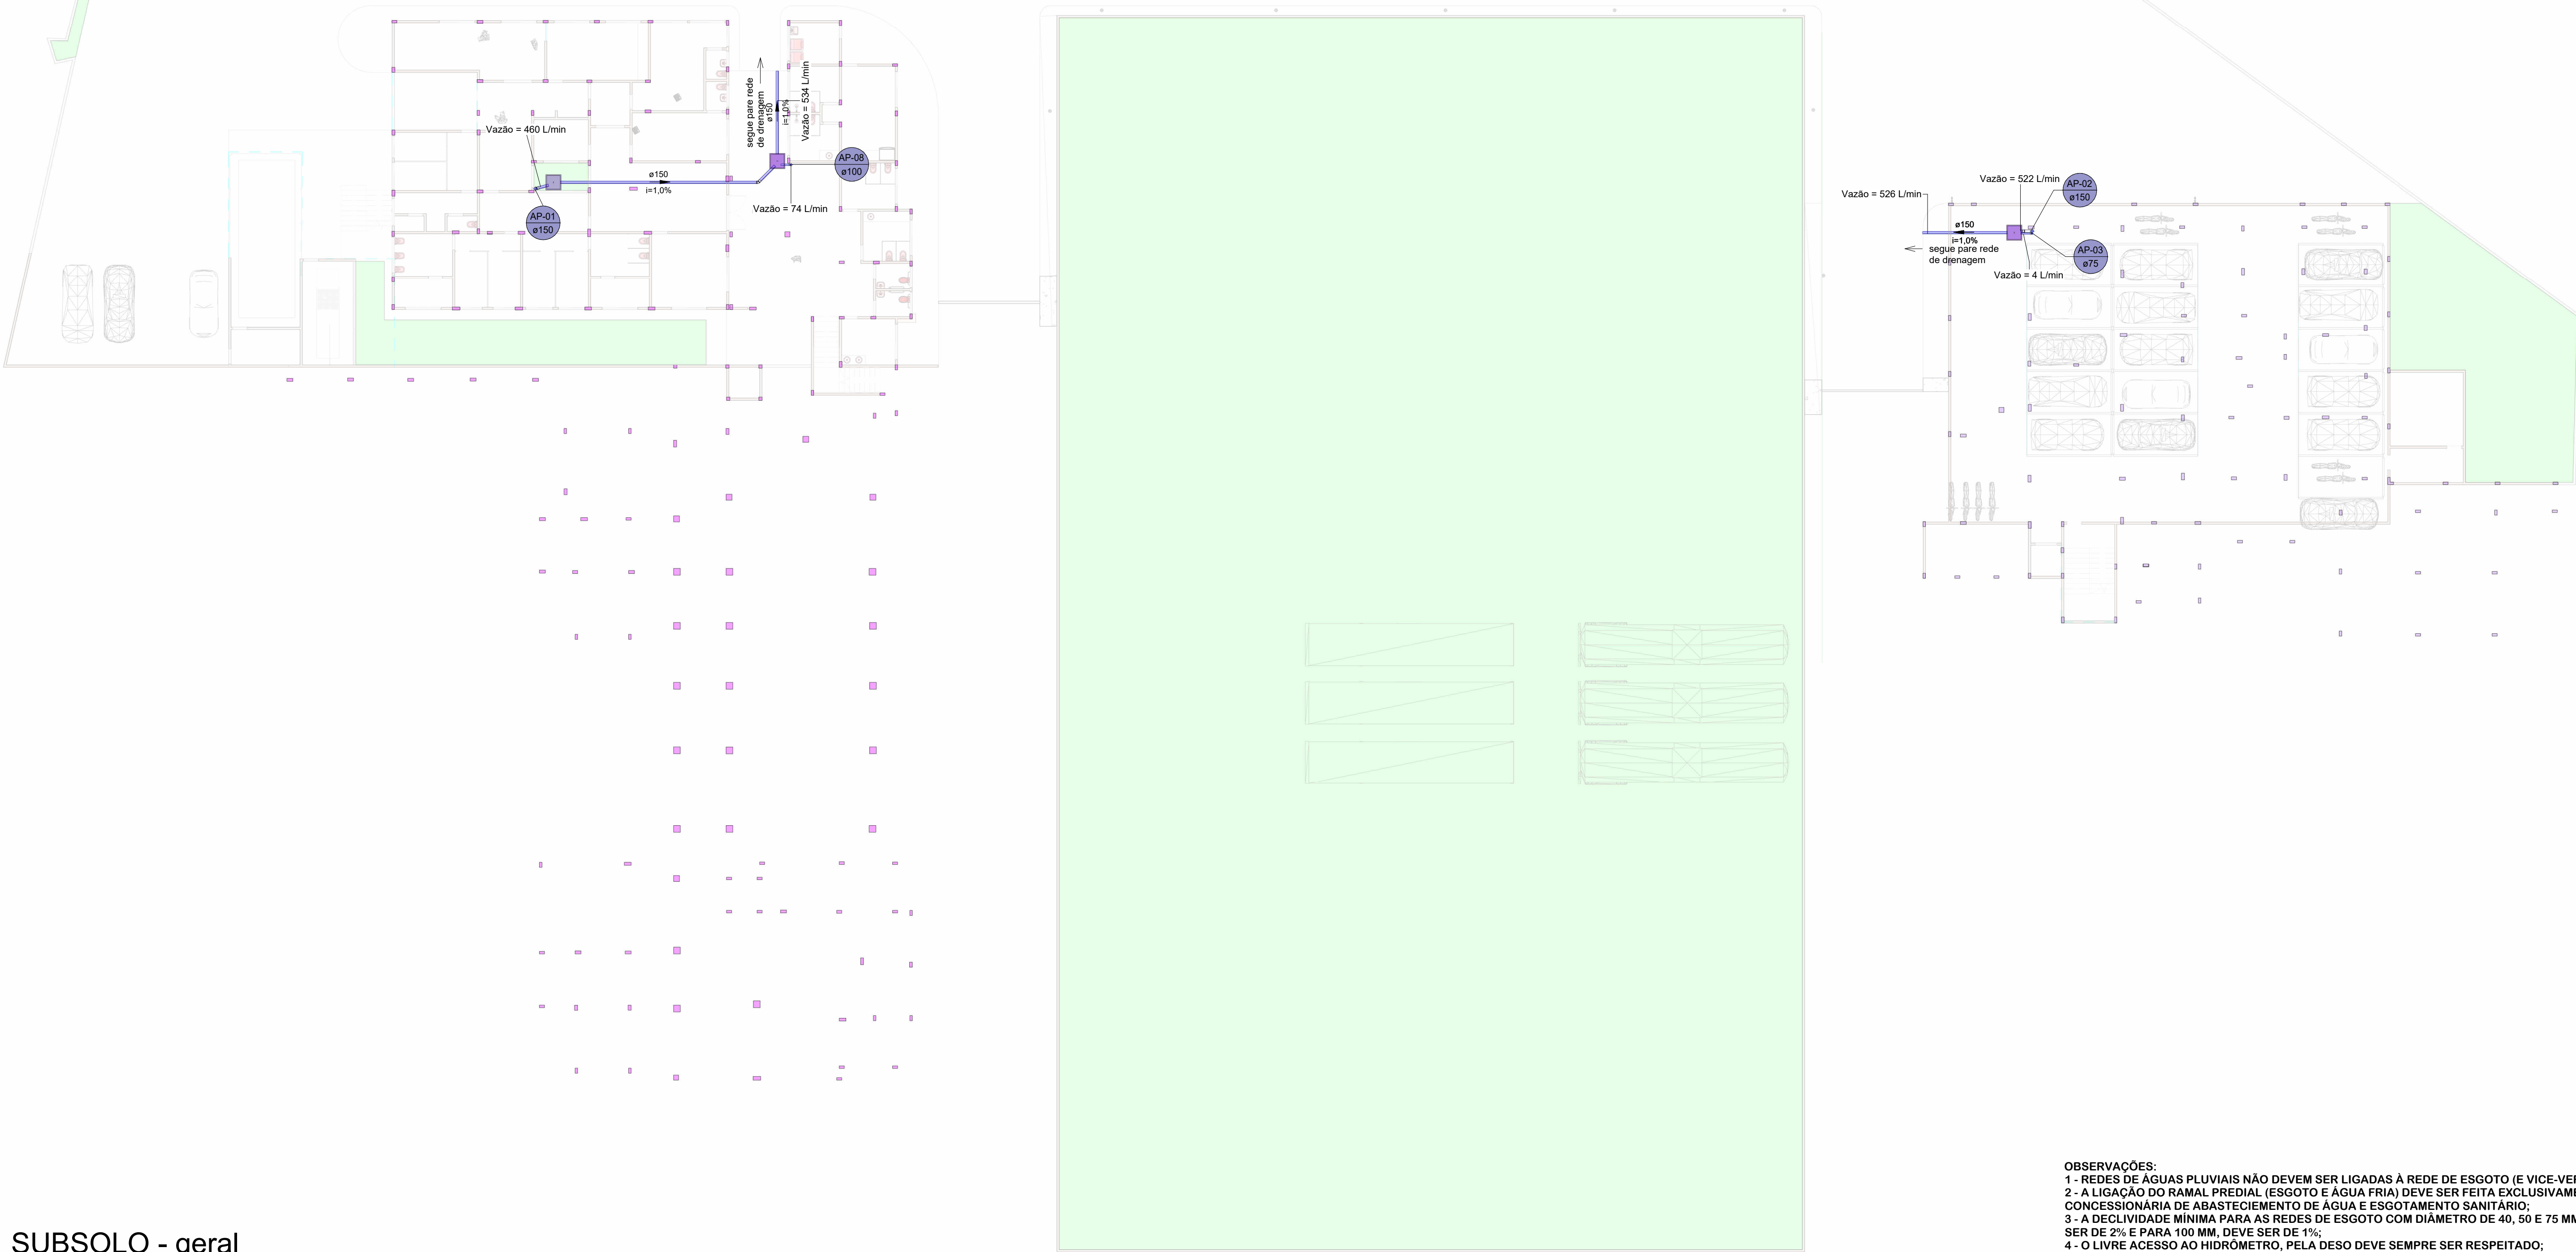 Vazão = 460 L/min
AP-01
ø150
ø150
i=1,0%
segue pare rede
de drenagem
ø150
i=1,0%
Vazão = 534 L/min
AP-08
ø100
Vazão = 74 L/min
Vazão = 526 L/min
Vazão = 522 L/min
AP-02
ø150
ø150
i=1,0%
segue pare rede
de drenagem
AP-03
ø75
Vazão = 4 L/min
OBSERVAÇÕES:
1 - REDES DE ÁGUAS PLUVIAIS NÃO DEVEM SER LIGADAS À REDE DE ESGOTO (E VICE-VER
2 - A LIGAÇÃO DO RAMAL PREDIAL (ESGOTO E ÁGUA FRIA) DEVE SER FEITA EXCLUSIVAME
CONCESSIONÁRIA DE ABASTECIEMENTO DE ÁGUA E ESGOTAMENTO SANITÁRIO;
3 - A DECLIVIDADE MÍNIMA PARA AS REDES DE ESGOTO COM DIÂMETRO DE 40, 50 E 75 MM
SER DE 2% E PARA 100 MM, DEVE SER DE 1%;
4 - O LIVRE ACESSO AO HIDRÔMETRO, PELA DESO DEVE SEMPRE SER RESPEITADO;
SUBSOLO - geral